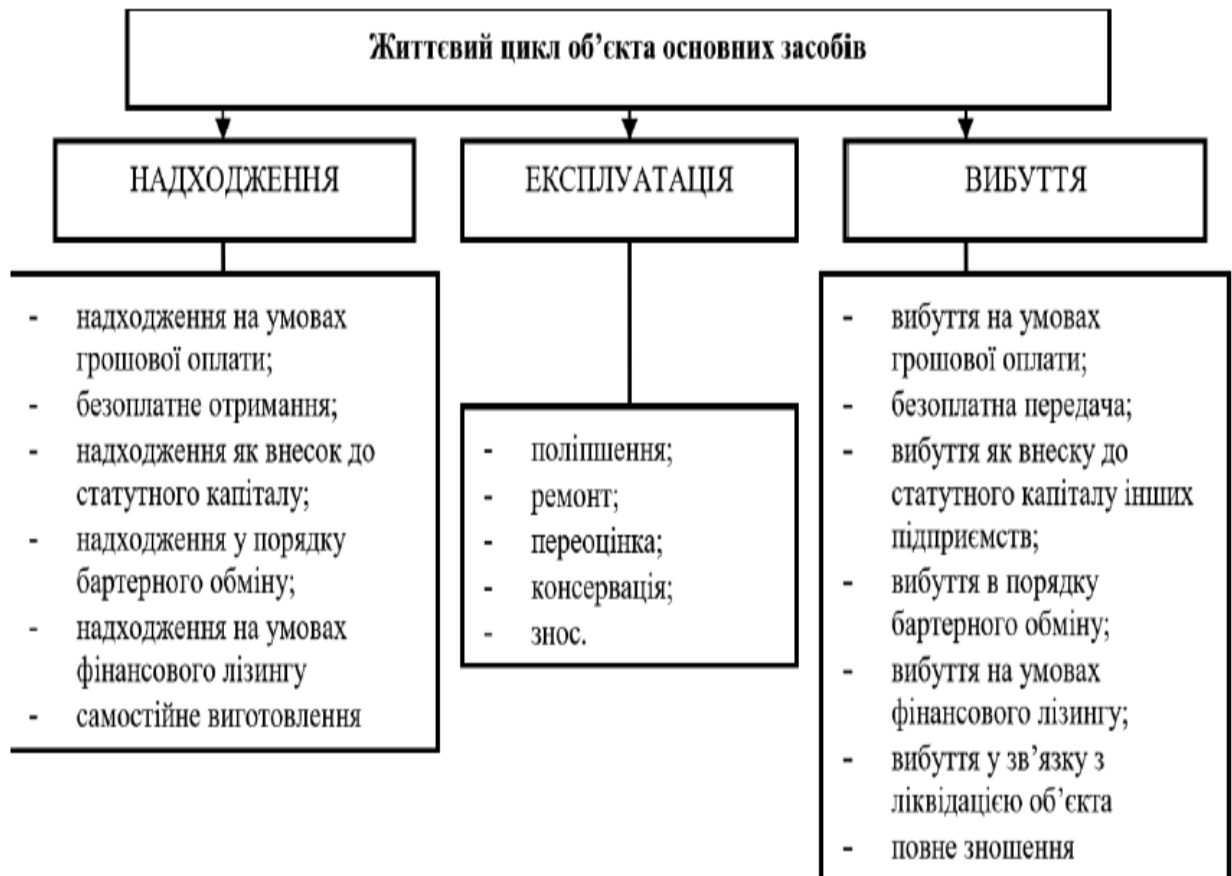 Життєвий цикл об’єкта основних засобів
НАДХОДЖЕННЯ
ЕКСПЛУАТАЦІЯ
ВИБУТТЯ
- надходження на умовах
грошової оплати;
- безоплатне отримання;
- надходження як внесок до
статутного капіталу;
- надходження у порядку
бартерного обміну;
- надходження на умовах
фінансового лізингу
- самостійне виготовлення
- поліпшення;
- ремонт;
- переоцінка;
- консервація;
- знос.
- вибуття на умовах
грошової оплати;
- безоплатна передача;
- вибуття як внеску до
статутного капіталу інших
підприємств;
- вибуття в порядку
бартерного обміну;
- вибуття на умовах
фінансового лізингу;
- вибуття у зв’язку з
ліквідацією об’єкта
- повне зношення